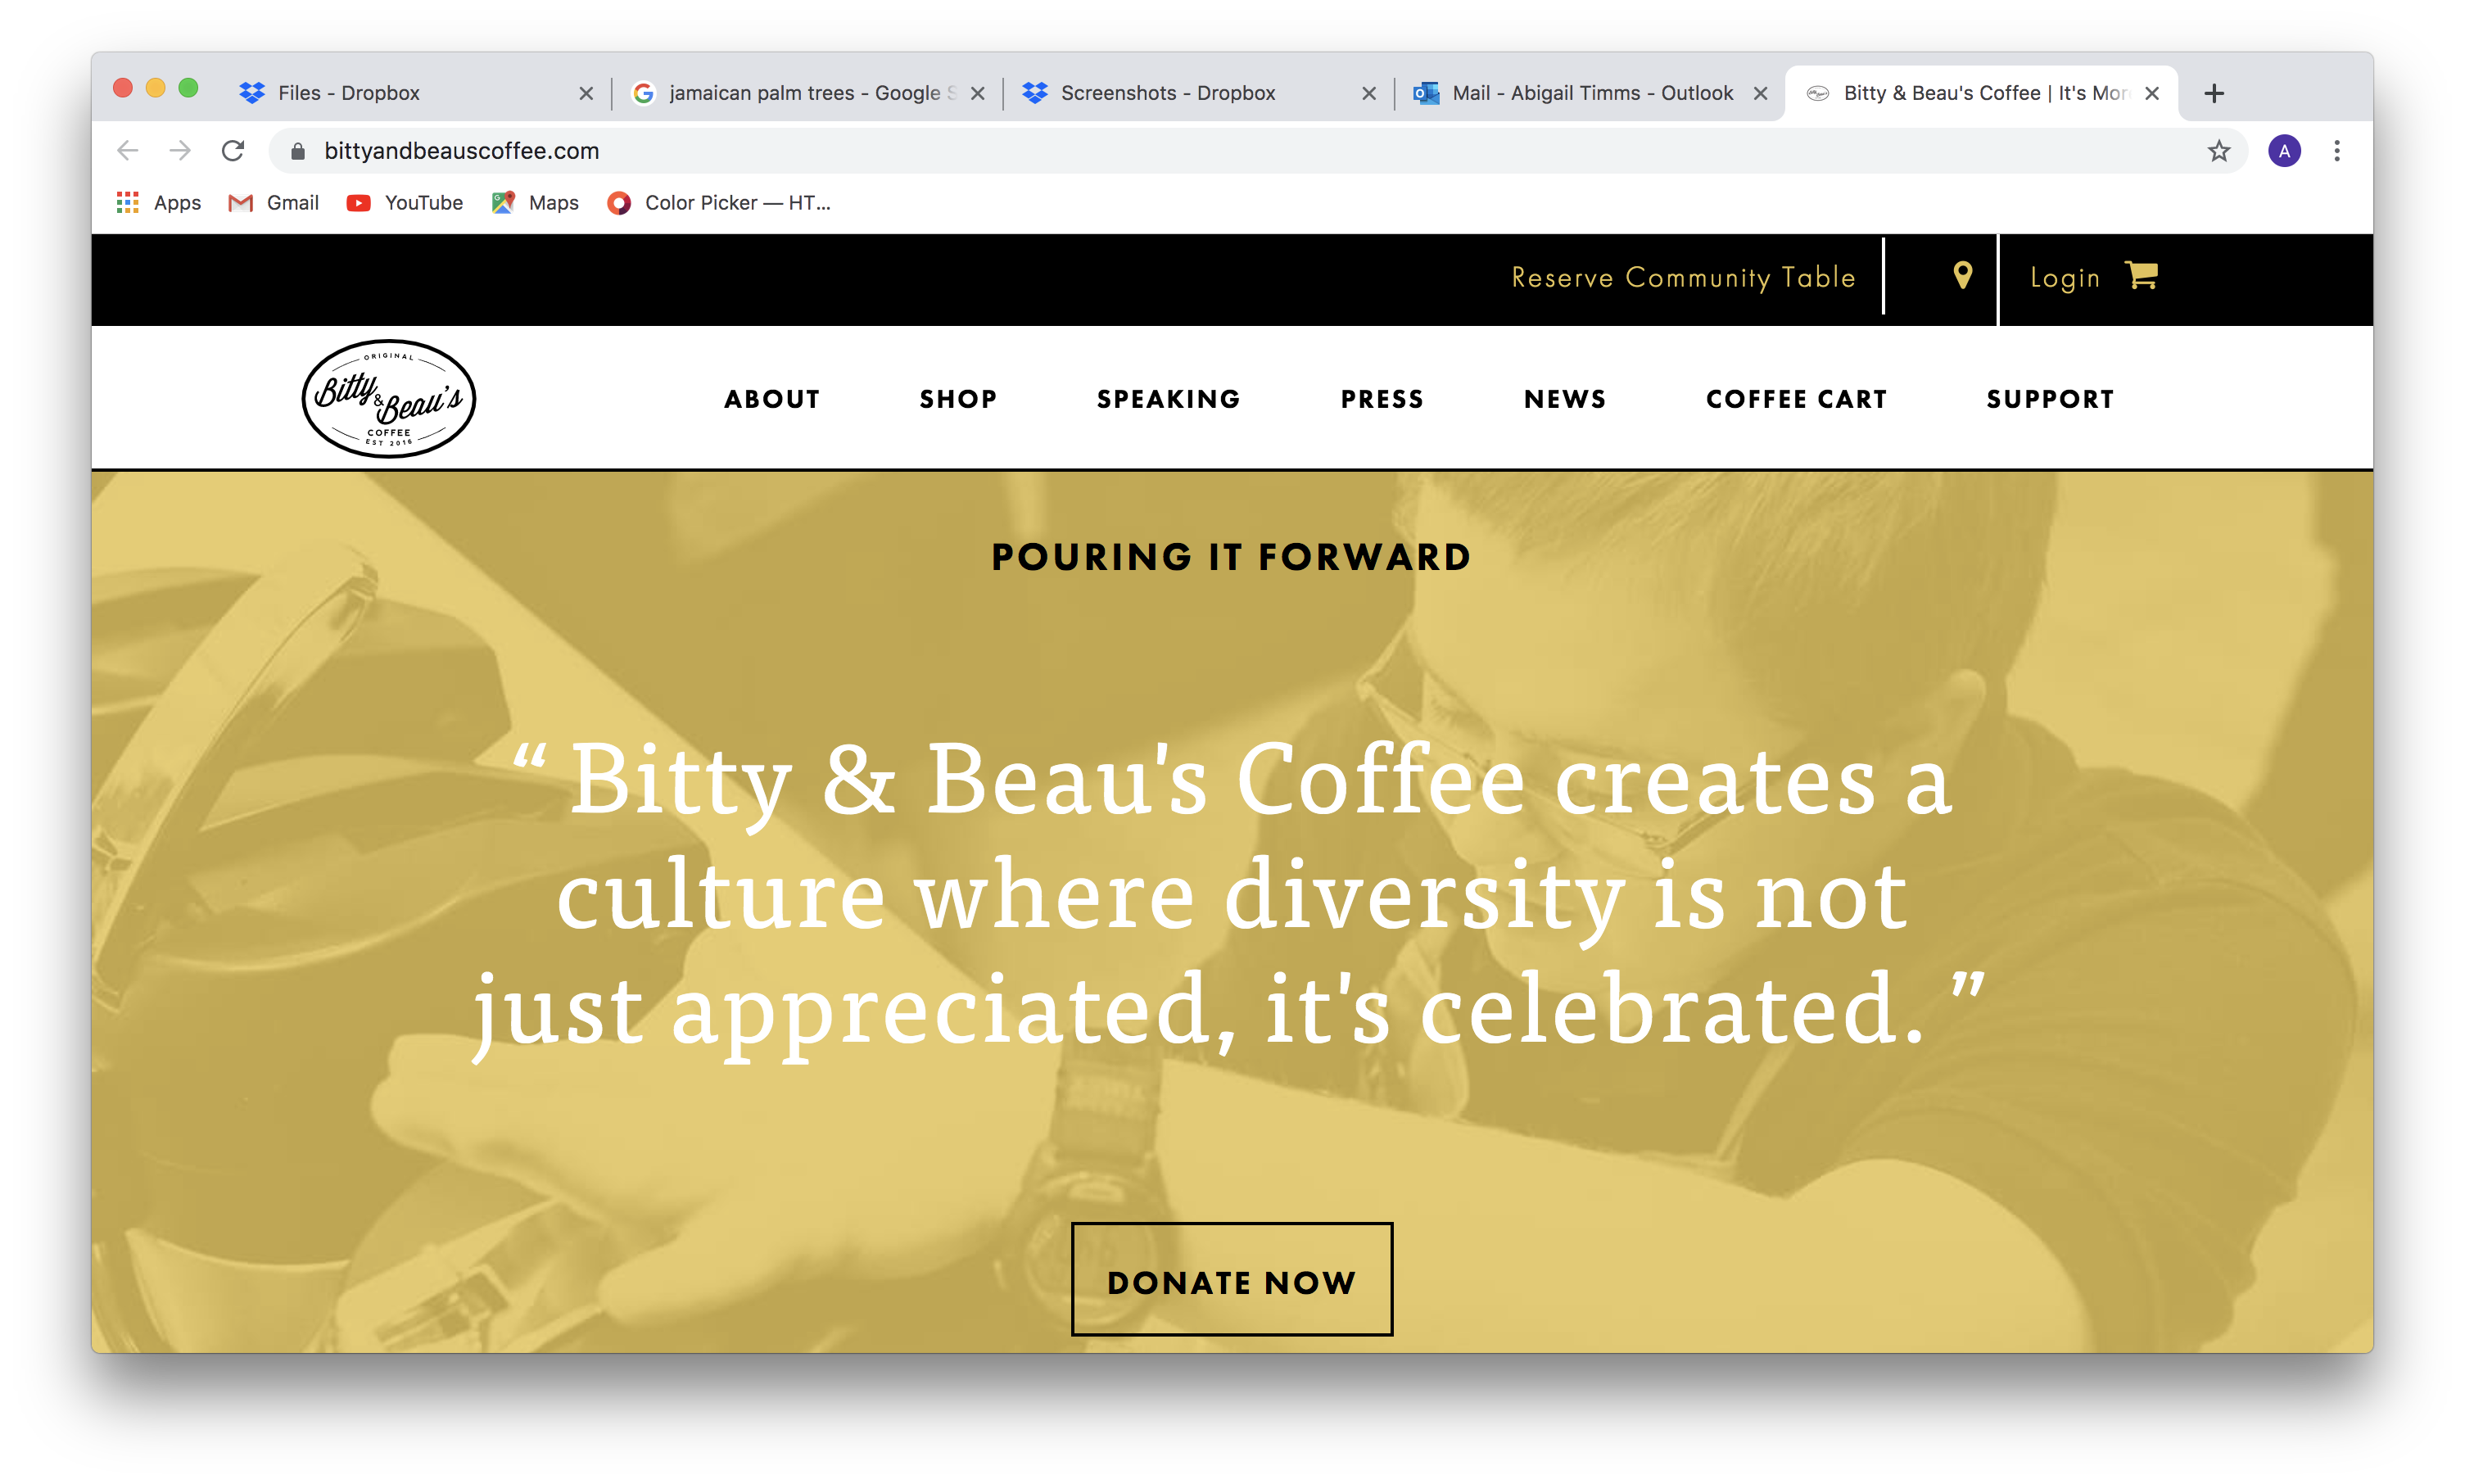 Files - Dropbox
jamaican palm trees - Google S
Screenshots - Dropbox
Mail - Abigail Timms - Outlook
Bitty & Beau's Coffee | It's Mor
bittyandbeauscoffee.com
A
Apps
Gmail
YouTube
Maps
Color Picker — HT...
Reserve Community Table
Login
ORIGINAL
Bitty
& Beau's
COFFEE
EST 2016
ABOUT
SHOP
SPEAKING
PRESS
NEWS
COFFEE CART
SUPPORT
POURING IT FORWARD
“ Bitty & Beau's Coffee creates a
culture where diversity is not
just appreciated, it's celebrated. ”
DONATE NOW